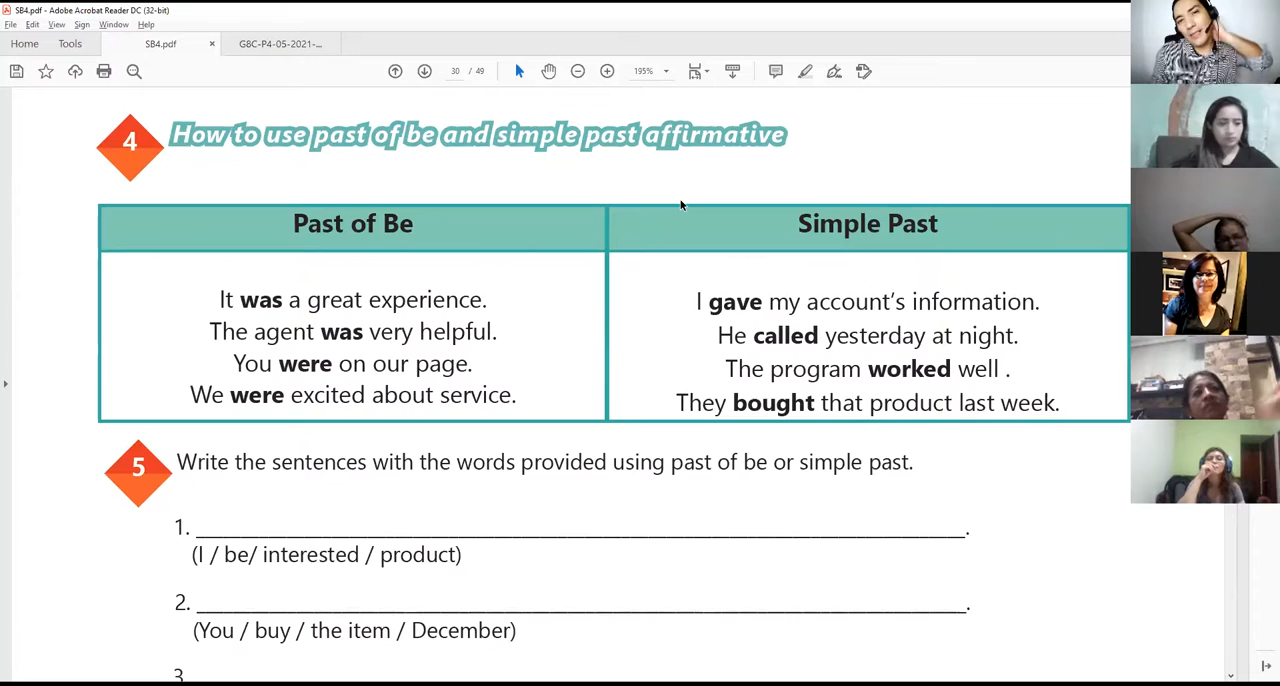 SB4.pdf - Adobe Acrobat Reader DC (32-bit)
File Edit View Sign Window Help
Home Tools SB4.pdf × G8C-P4-05-2021-...
30 / 49 195%
4 How to use past of be and simple past affirmative
Past of Be
It was a great experience.
The agent was very helpful.
You were on our page.
We were excited about service.
Simple Past
I gave my account's information.
He called yesterday at night.
The program worked well .
They bought that product last week.
5 Write the sentences with the words provided using past of be or simple past.
1. ______________________________.
(I / be/ interested / product)
2. ______________________________.
(You / buy / the item / December)
3